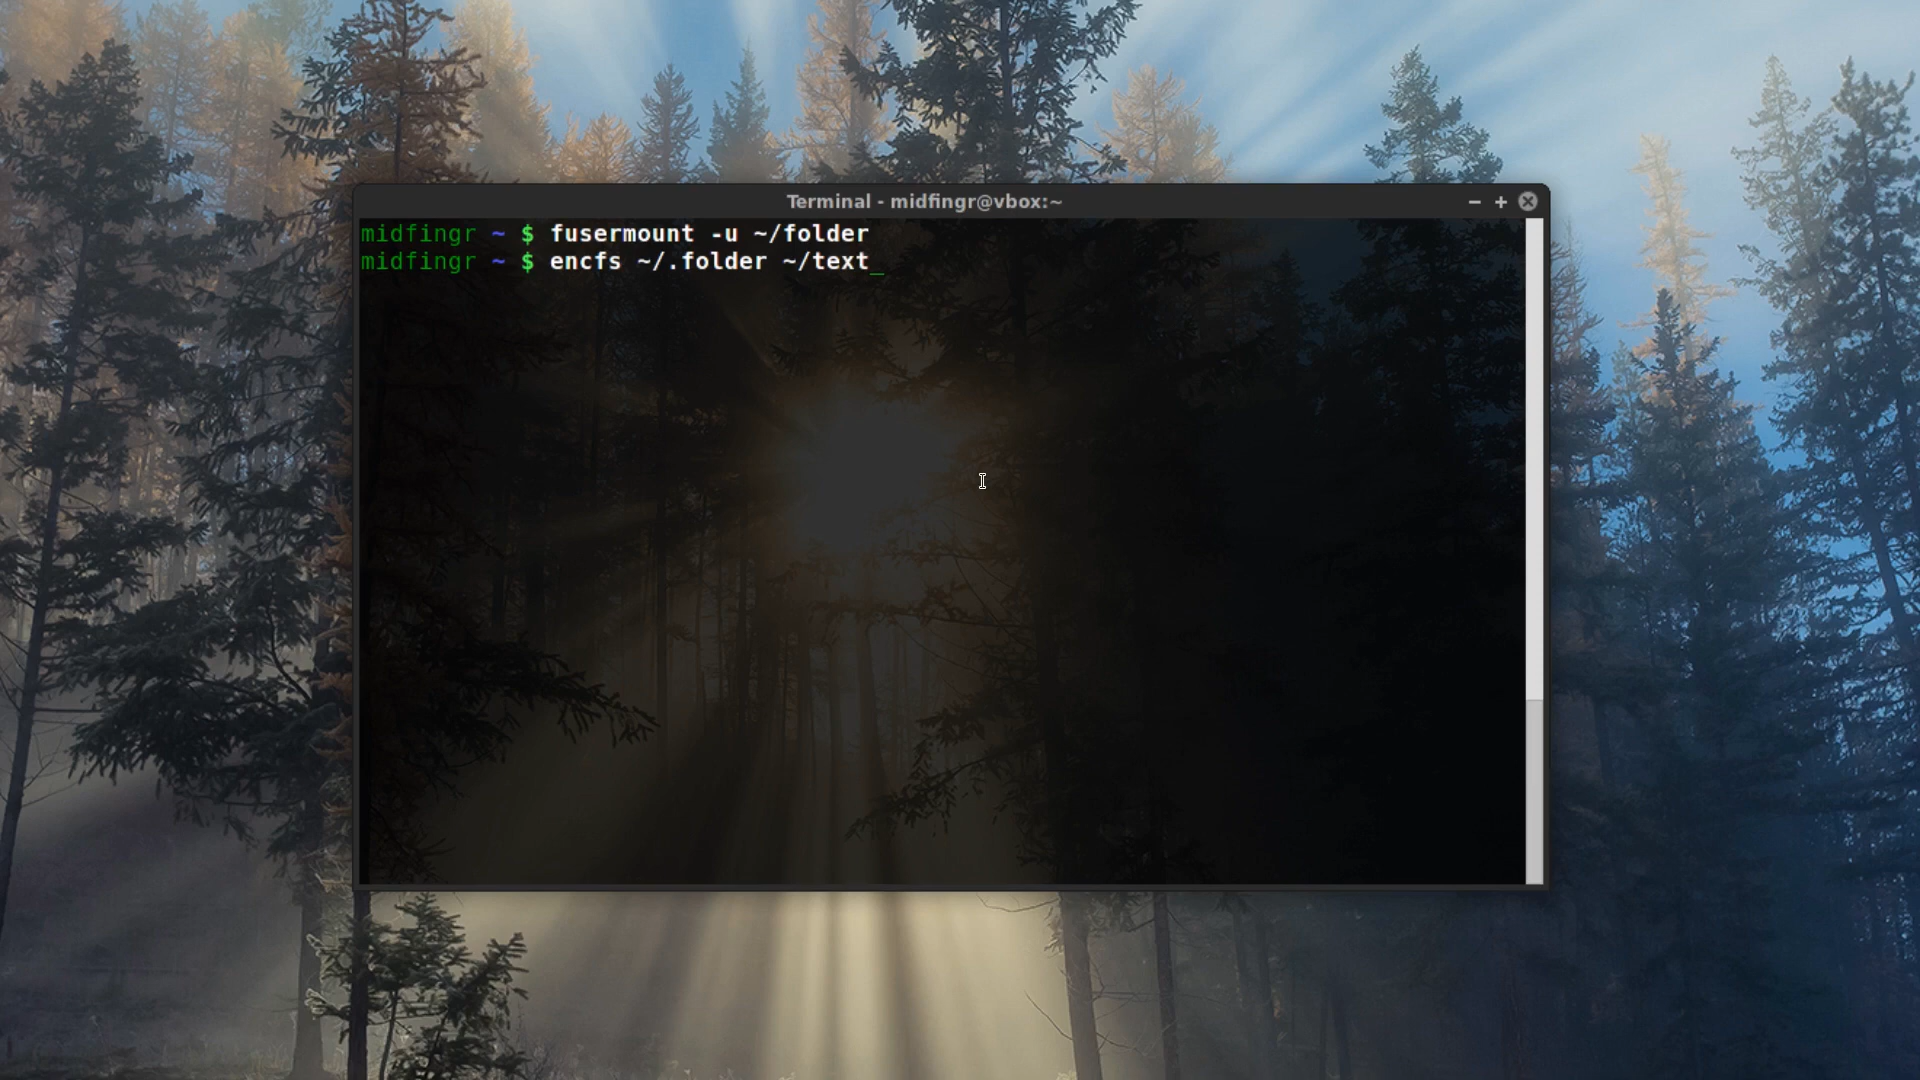 Terminal - midfingr@vbox:~
midfingr ~ $ fusermount -u ~/folder
midfingr ~ $ encfs ~/.folder ~/text_